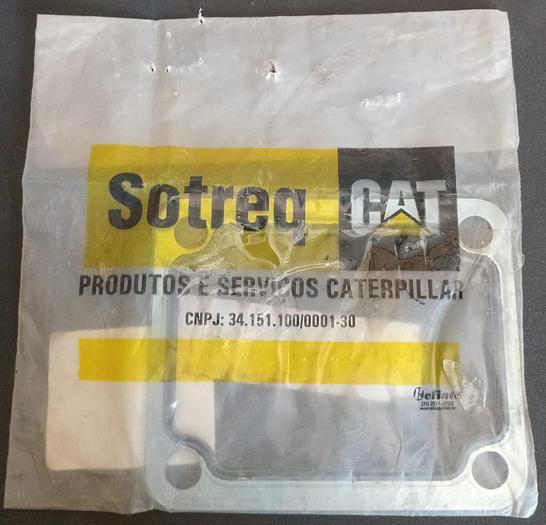 Sotreq CAT
PRODUTOS E SERVIÇOS CATERPILLAR
CNPJ: 34.151.100/0001-30